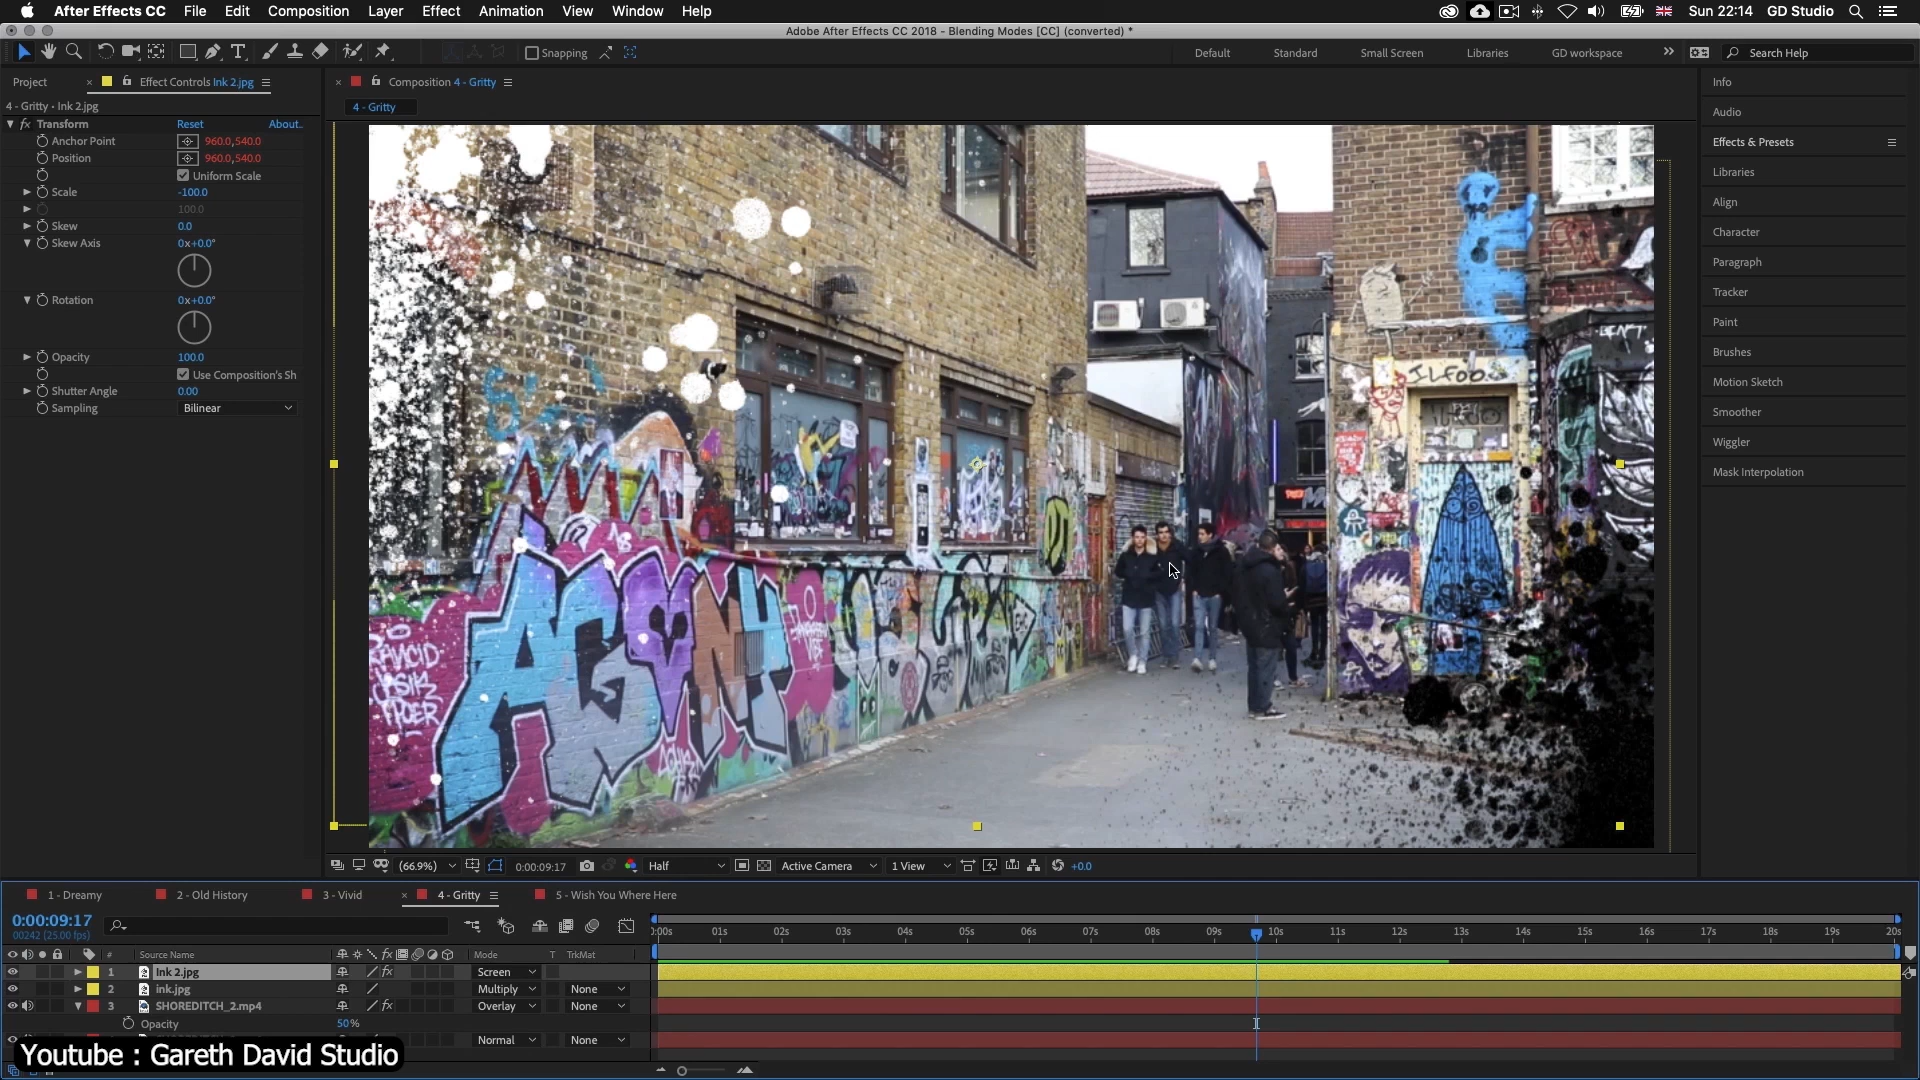 After Effects CC File Edit Composition Layer Effect Animation View Window Help Sun 22:14 GD Studio
Adobe After Effects CC 2018 - Blending Modes [CC] (converted) *
Snapping Default Standard Small Screen Libraries GD workspace Search Help
Project Effect Controls Ink 2.jpg Composition 4 - Gritty Info
4 - Gritty • Ink 2.jpg 4 - Gritty
fx Transform Reset About..
Anchor Point 960.0,540.0
Position 960.0,540.0
Uniform Scale
Scale -100.0
100.0
Skew 0.0
Skew Axis 0x+0.0°
Rotation 0x+0.0°
Opacity 100.0
Use Composition's Sh
Shutter Angle 0.00
Sampling Bilinear
Audio
Effects & Presets
Libraries
Align
Character
Paragraph
Tracker
Paint
Brushes
Motion Sketch
Smoother
Wiggler
Mask Interpolation
AGONY
(66.9%) 0:00:09:17 Half Active Camera 1 View +0.0
1 - Dreamy 2 - Old History 3 - Vivid 4 - Gritty 5 - Wish You Where Here
0:00:09:17
00242 (25.00 fps)
0:00s 01s 02s 03s 04s 05s 06s 07s 08s 09s 10s 11s 12s 13s 14s 15s 16s 17s 18s 19s 20s
# Source Name fx Mode T TrkMat
1 Ink 2.jpg fx Screen
2 ink.jpg Multiply None
3 SHOREDITCH_2.mp4 fx Overlay None
Opacity 50%
Normal None
Youtube : Gareth David Studio